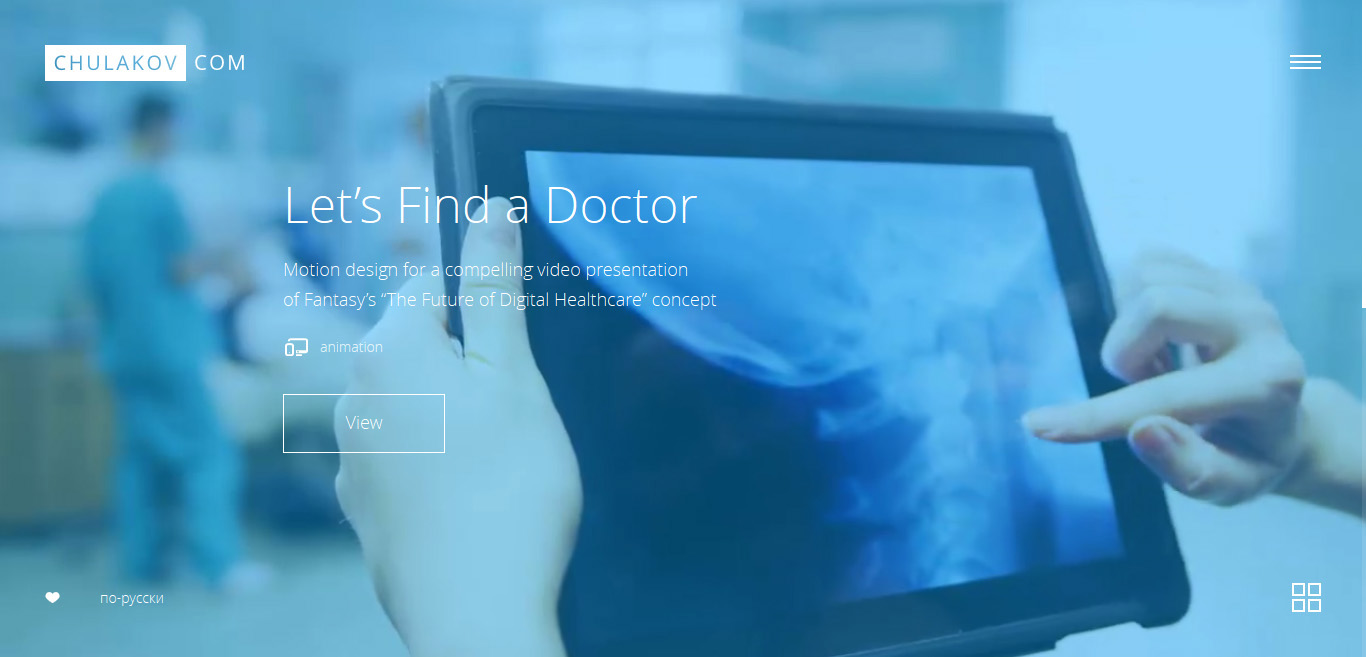 CHULAKOV COM
Let’s Find a Doctor
Motion design for a compelling video presentation
of Fantasy’s “The Future of Digital Healthcare” concept
animation
View
по-русски